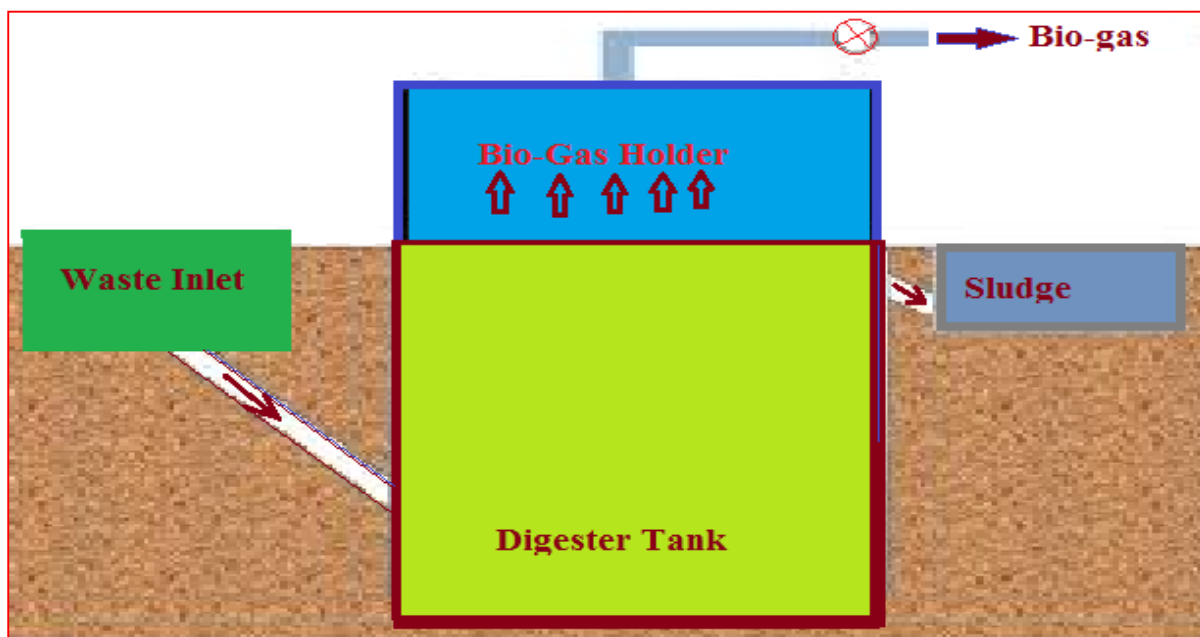 Bio-gas
Bio-Gas Holder
Waste Inlet
Sludge
Digester Tank